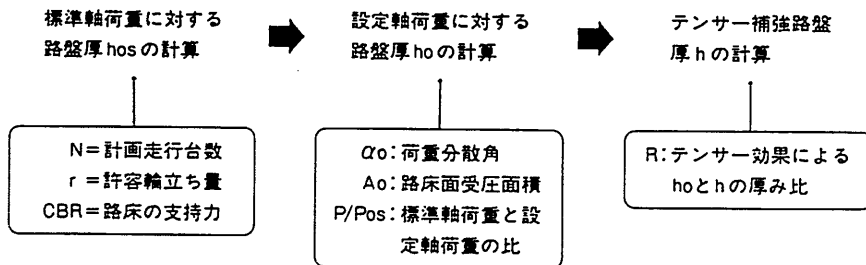 標準軸荷重に対する
路盤厚hosの計算
設定軸荷重に対する
路盤厚hoの計算
テンサー補強路盤
厚hの計算
N=計画走行台数
r=許容輪立ち量
CBR=路床の支持力
αo:荷重分散角
Ao:路床面受圧面積
P/Pos:標準軸荷重と設
定軸荷重の比
R:テンサー効果による
hoとhの厚み比